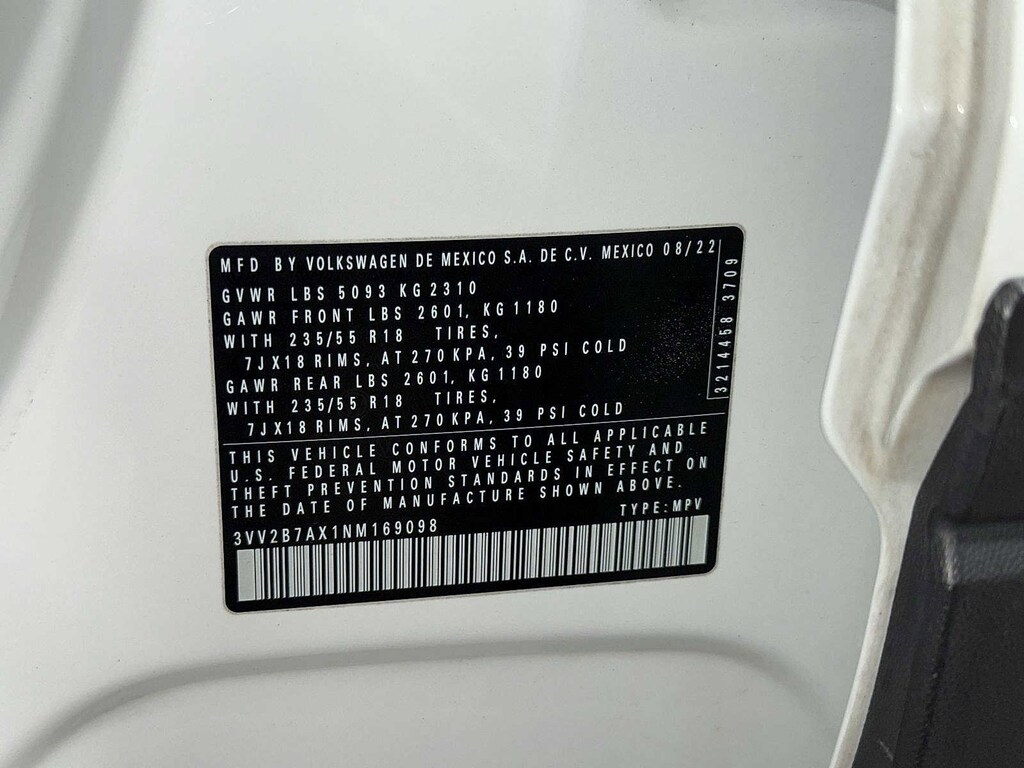 MFD BY VOLKSWAGEN DE MEXICO S.A. DE C.V. MEXICO 08/22
GVWR LBS 5093 KG 2310
GAWR FRONT LBS 2601, KG 1180
WITH 235/55 R18 TIRES,
7JX18 RIMS, AT 270 KPA, 39 PSI COLD
GAWR REAR LBS 2601, KG 1180
WITH 235/55 R18 TIRES,
7JX18 RIMS, AT 270 KPA, 39 PSI COLD
32144583709
THIS VEHICLE CONFORMS TO ALL APPLICABLE
U.S. FEDERAL MOTOR VEHICLE SAFETY AND
THEFT PREVENTION STANDARDS IN EFFECT ON
THE DATE OF MANUFACTURE SHOWN ABOVE.
TYPE: MPV
3VV2B7AX1NM169098